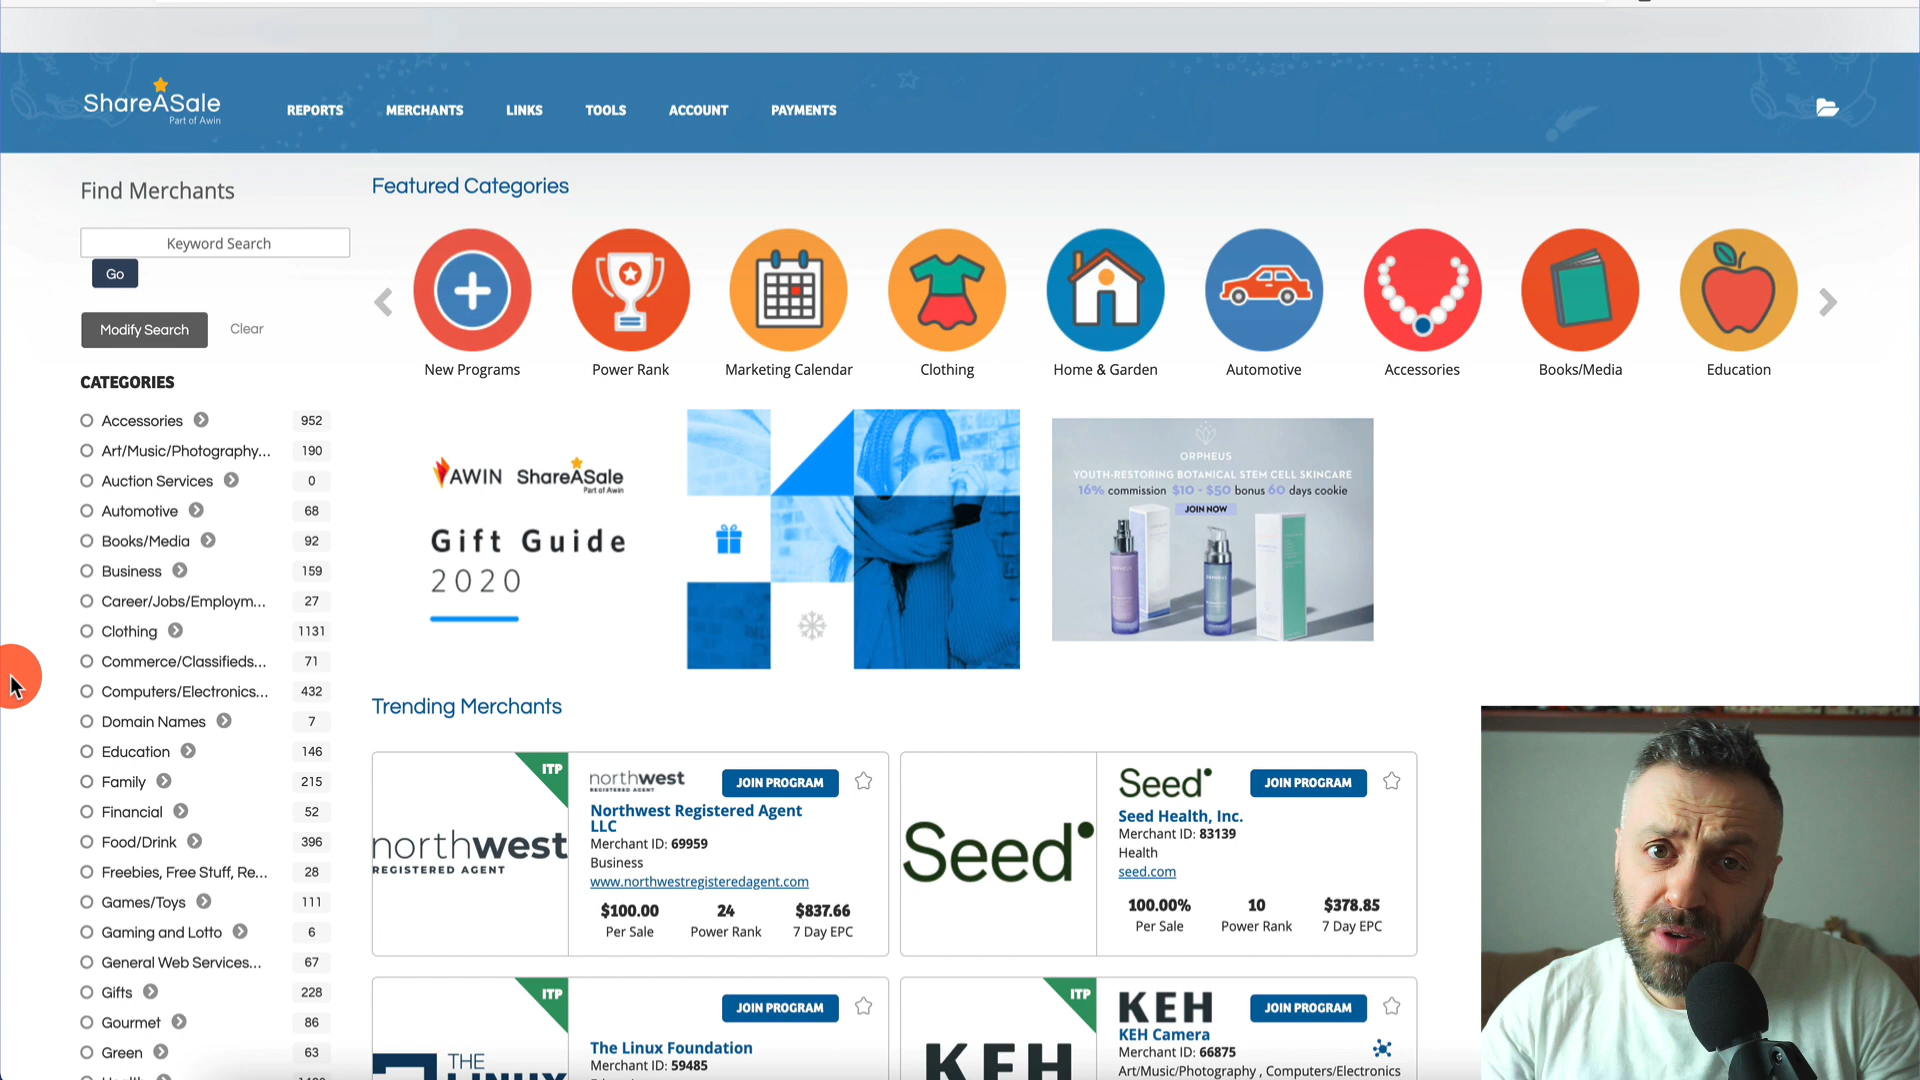 ShareASale
Part of Awin
REPORTS
MERCHANTS
LINKS
TOOLS
ACCOUNT
PAYMENTS
Find Merchants
Keyword Search
Go
Modify Search
Clear
CATEGORIES
Accessories 952
Art/Music/Photography... 190
Auction Services 0
Automotive 68
Books/Media 92
Business 159
Career/Jobs/Employm... 27
Clothing 1131
Commerce/Classifieds... 71
Computers/Electronics... 432
Domain Names 7
Education 146
Family 215
Financial 52
Food/Drink 396
Freebies, Free Stuff, Re... 28
Games/Toys 111
Gaming and Lotto 6
General Web Services... 67
Gifts 228
Gourmet 86
Green 63
Featured Categories
New Programs
Power Rank
Marketing Calendar
Clothing
Home & Garden
Automotive
Accessories
Books/Media
Education
AWIN ShareASale
Part of Awin
Gift Guide
2020
ORPHEUS
YOUTH-RESTORING BOTANICAL STEM CELL SKINCARE
16% commission $10 - $50 bonus 60 days cookie
JOIN NOW
Trending Merchants
ITP
northwest
REGISTERED AGENT
northwest
REGISTERED AGENT
JOIN PROGRAM
Northwest Registered Agent
LLC
Merchant ID: 69959
Business
www.northwestregisteredagent.com
$100.00 24 $837.66
Per Sale Power Rank 7 Day EPC
Seed
Seed
JOIN PROGRAM
Seed Health, Inc.
Merchant ID: 83139
Health
seed.com
100.00% 10 $378.85
Per Sale Power Rank 7 Day EPC
ITP
THE
LINUX
JOIN PROGRAM
The Linux Foundation
Merchant ID: 59485
ITP
KEH
KEH
JOIN PROGRAM
KEH Camera
Merchant ID: 66875
Art/Music/Photography , Computers/Electronics